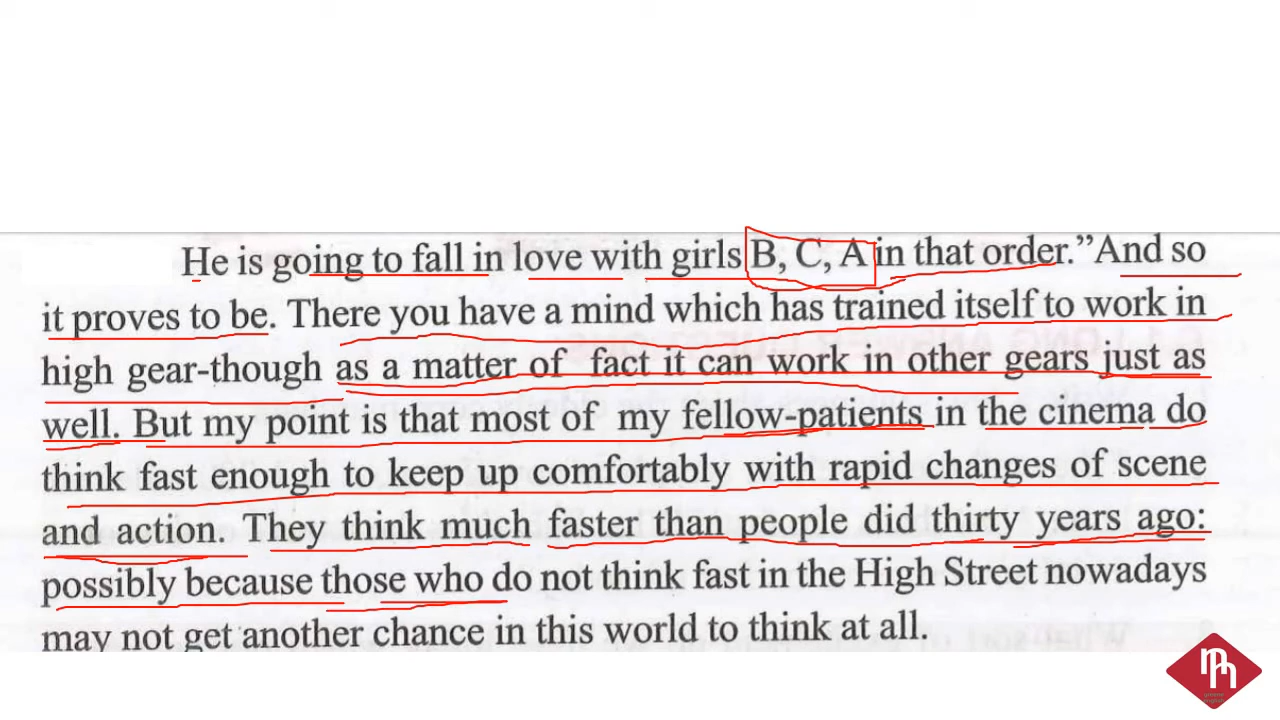 He is going to fall in love with girls B, C, A in that order.”And so
it proves to be. There you have a mind which has trained itself to work in
high gear-though as a matter of fact it can work in other gears just as
well. But my point is that most of my fellow-patients in the cinema do
think fast enough to keep up comfortably with rapid changes of scene
and action. They think much faster than people did thirty years ago:
possibly because those who do not think fast in the High Street nowadays
may not get another chance in this world to think at all.